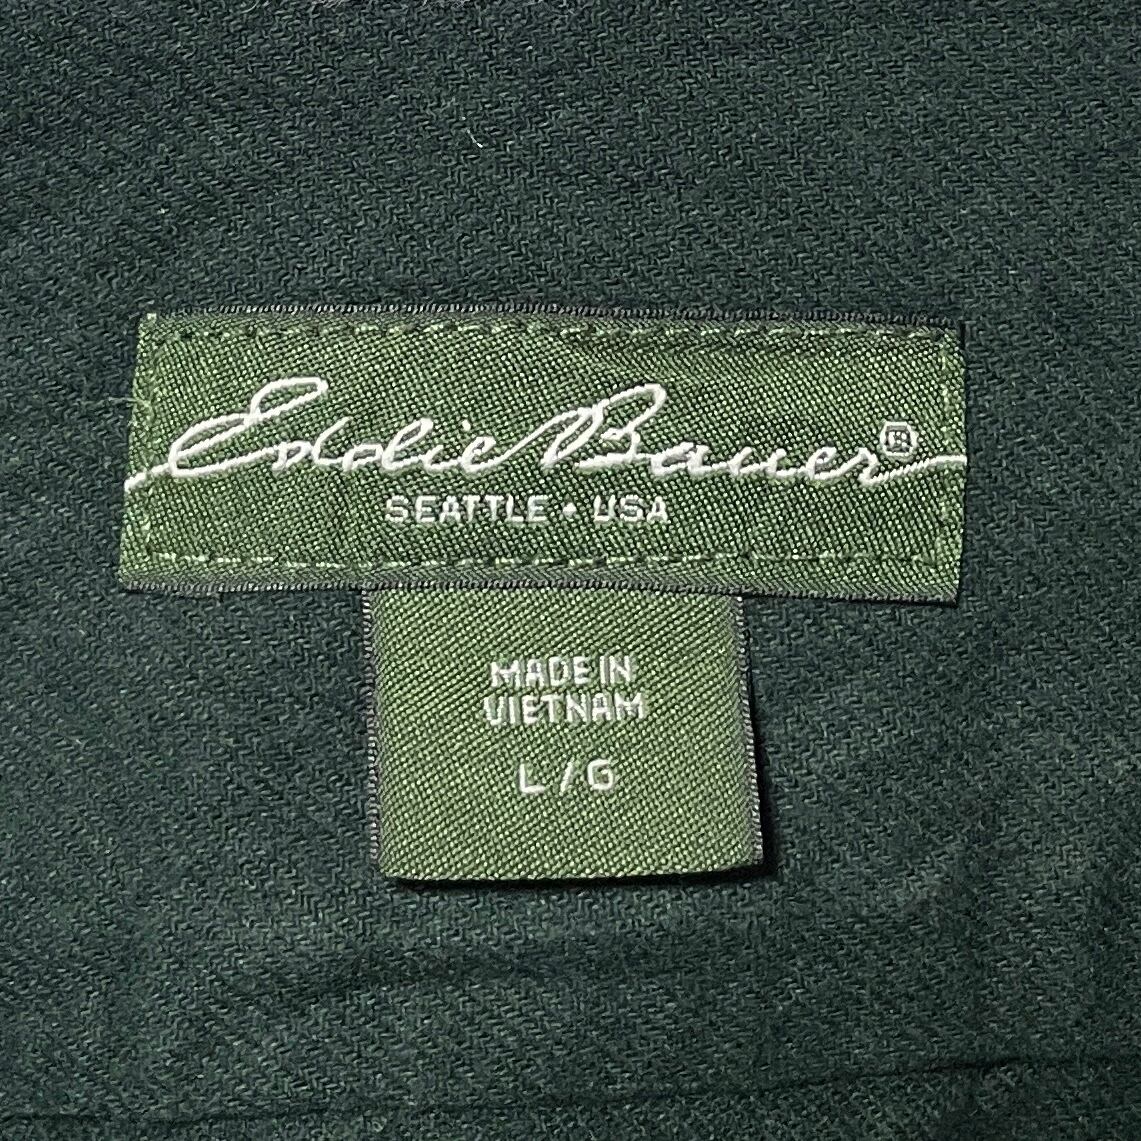 Eddie Bauer®
SEATTLE • USA
MADE IN
VIETNAM
L / G